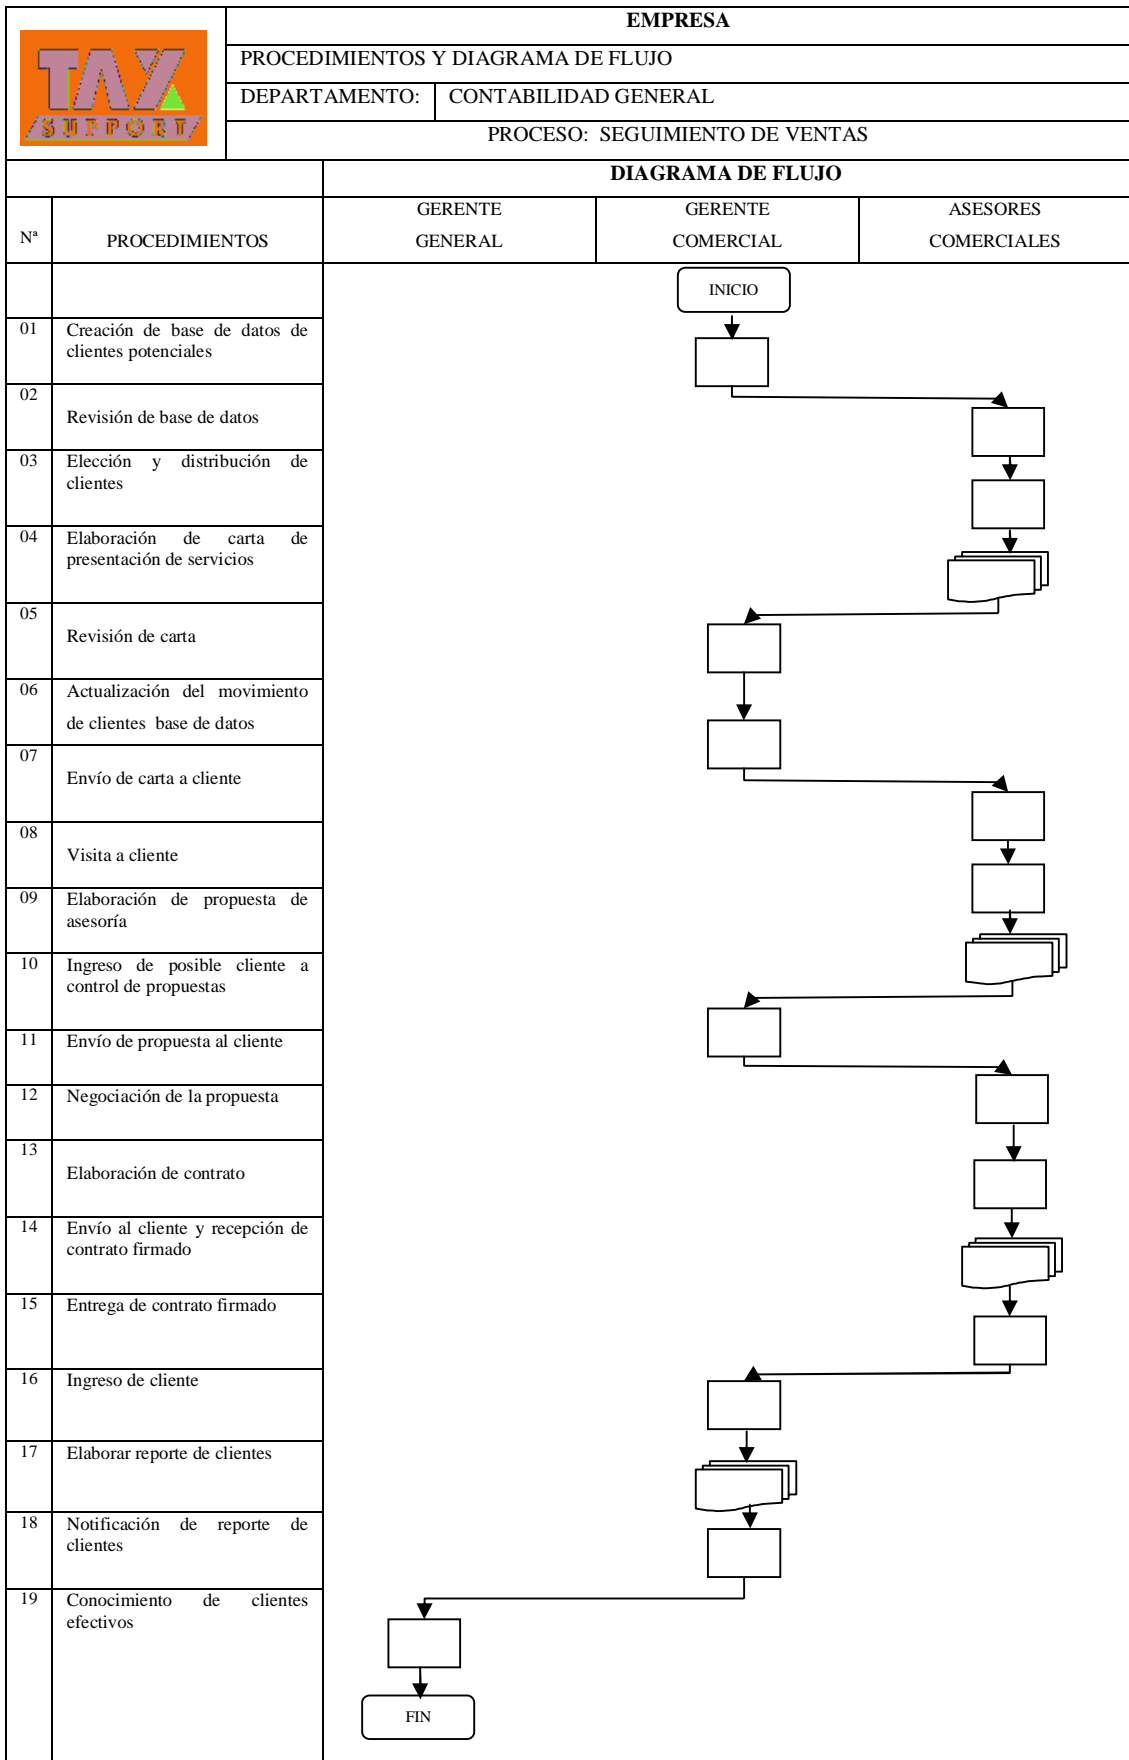 TAX
SUPPORT
EMPRESA
PROCEDIMIENTOS Y DIAGRAMA DE FLUJO
DEPARTAMENTO: CONTABILIDAD GENERAL
PROCESO: SEGUIMIENTO DE VENTAS
DIAGRAMA DE FLUJO
Nª PROCEDIMIENTOS
GERENTE
GENERAL
GERENTE
COMERCIAL
ASESORES
COMERCIALES
INICIO
01 Creación de base de datos de
clientes potenciales
02
Revisión de base de datos
03 Elección y distribución de
clientes
04 Elaboración de carta de
presentación de servicios
05
Revisión de carta
06 Actualización del movimiento
de clientes base de datos
07
Envío de carta a cliente
08
Visita a cliente
09 Elaboración de propuesta de
asesoría
10 Ingreso de posible cliente a
control de propuestas
11 Envío de propuesta al cliente
12 Negociación de la propuesta
13
Elaboración de contrato
14 Envío al cliente y recepción de
contrato firmado
15 Entrega de contrato firmado
16 Ingreso de cliente
17 Elaborar reporte de clientes
18 Notificación de reporte de
clientes
19 Conocimiento de clientes
efectivos
FIN